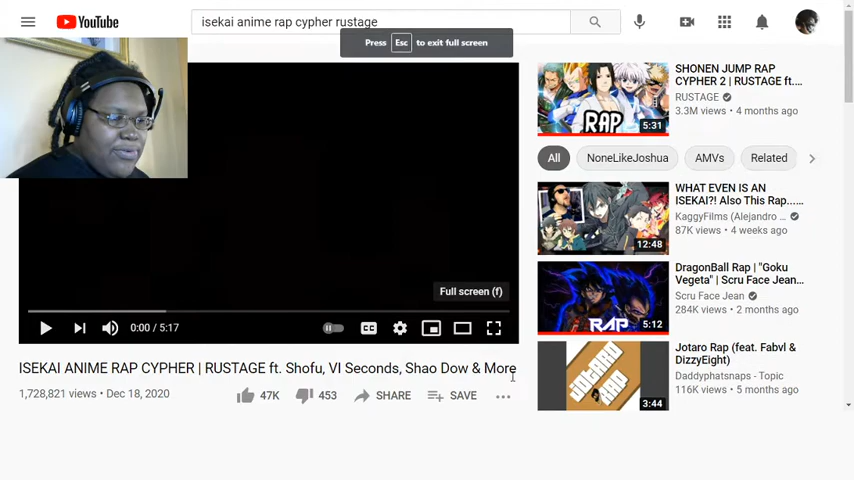 YouTube
isekai anime rap cypher rustage
Press Esc to exit full screen
Full screen (f)
0:00 / 5:17
ISEKAI ANIME RAP CYPHER | RUSTAGE ft. Shofu, VI Seconds, Shao Dow & More
1,728,821 views • Dec 18, 2020
47K
453
SHARE
SAVE
RAP
5:31
SHONEN JUMP RAP
CYPHER 2 | RUSTAGE ft....
RUSTAGE
3.3M views • 4 months ago
All
NoneLikeJoshua
AMVs
Related
12:48
WHAT EVEN IS AN
ISEKAI?! Also This Rap.....
KaggyFilms (Alejandro ...
87K views • 4 weeks ago
RAP
5:12
DragonBall Rap | "Goku
Vegeta" | Scru Face Jean...
Scru Face Jean
284K views • 2 months ago
3:44
Jotaro Rap (feat. Fabvl &
DizzyEight)
Daddyphatsnaps - Topic
116K views • 5 months ago